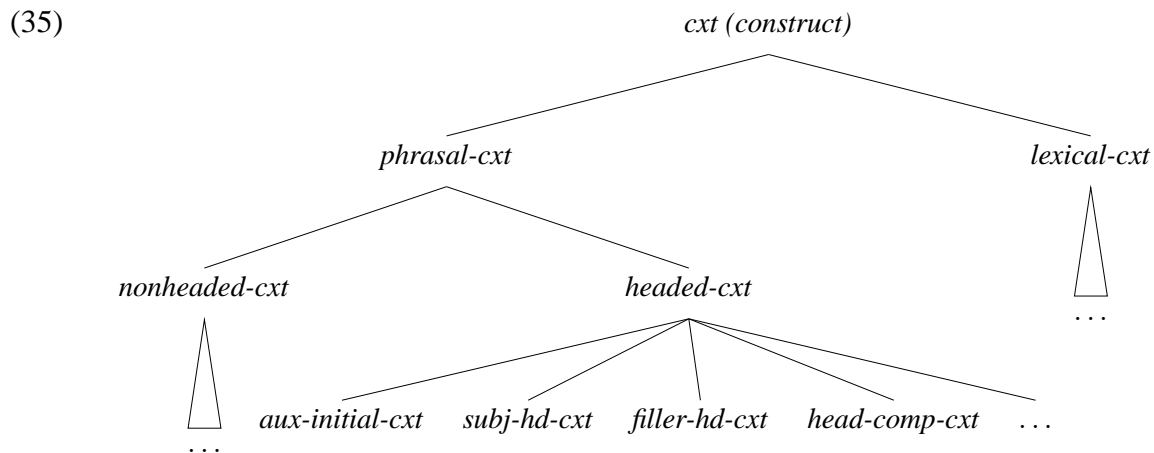 (35) cxt (construct)
phrasal-cxt lexical-cxt
nonheaded-cxt headed-cxt
. . .
aux-initial-cxt subj-hd-cxt filler-hd-cxt head-comp-cxt . . .
. . .